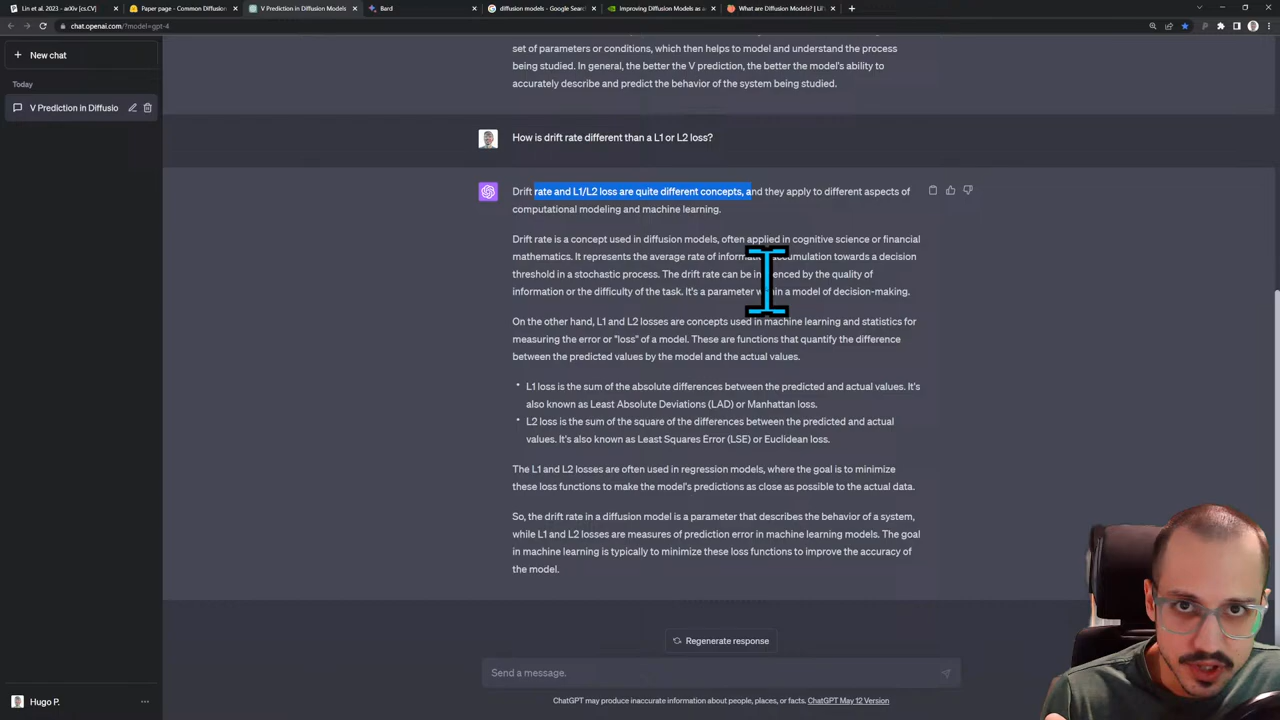 Lin et al. 2023 - arXiv [cs.CV]
Paper page - Common Diffusion
V Prediction in Diffusion Models
Bard
diffusion models - Google Search
Improving Diffusion Models as a
What are Diffusion Models? | Lil'
chat.openai.com/?model=gpt-4
New chat
Today
V Prediction in Diffusio
set of parameters or conditions, which then helps to model and understand the process
being studied. In general, the better the V prediction, the better the model's ability to
accurately describe and predict the behavior of the system being studied.
How is drift rate different than a L1 or L2 loss?
Drift rate and L1/L2 loss are quite different concepts, and they apply to different aspects of
computational modeling and machine learning.
Drift rate is a concept used in diffusion models, often applied in cognitive science or financial
mathematics. It represents the average rate of information accumulation towards a decision
threshold in a stochastic process. The drift rate can be influenced by the quality of
information or the difficulty of the task. It's a parameter within a model of decision-making.
On the other hand, L1 and L2 losses are concepts used in machine learning and statistics for
measuring the error or "loss" of a model. These are functions that quantify the difference
between the predicted values by the model and the actual values.
• L1 loss is the sum of the absolute differences between the predicted and actual values. It's
also known as Least Absolute Deviations (LAD) or Manhattan loss.
• L2 loss is the sum of the square of the differences between the predicted and actual
values. It's also known as Least Squares Error (LSE) or Euclidean loss.
The L1 and L2 losses are often used in regression models, where the goal is to minimize
these loss functions to make the model's predictions as close as possible to the actual data.
So, the drift rate in a diffusion model is a parameter that describes the behavior of a system,
while L1 and L2 losses are measures of prediction error in machine learning models. The goal
in machine learning is typically to minimize these loss functions to improve the accuracy of
the model.
Regenerate response
Send a message.
Hugo P.
ChatGPT may produce inaccurate information about people, places, or facts. ChatGPT May 12 Version